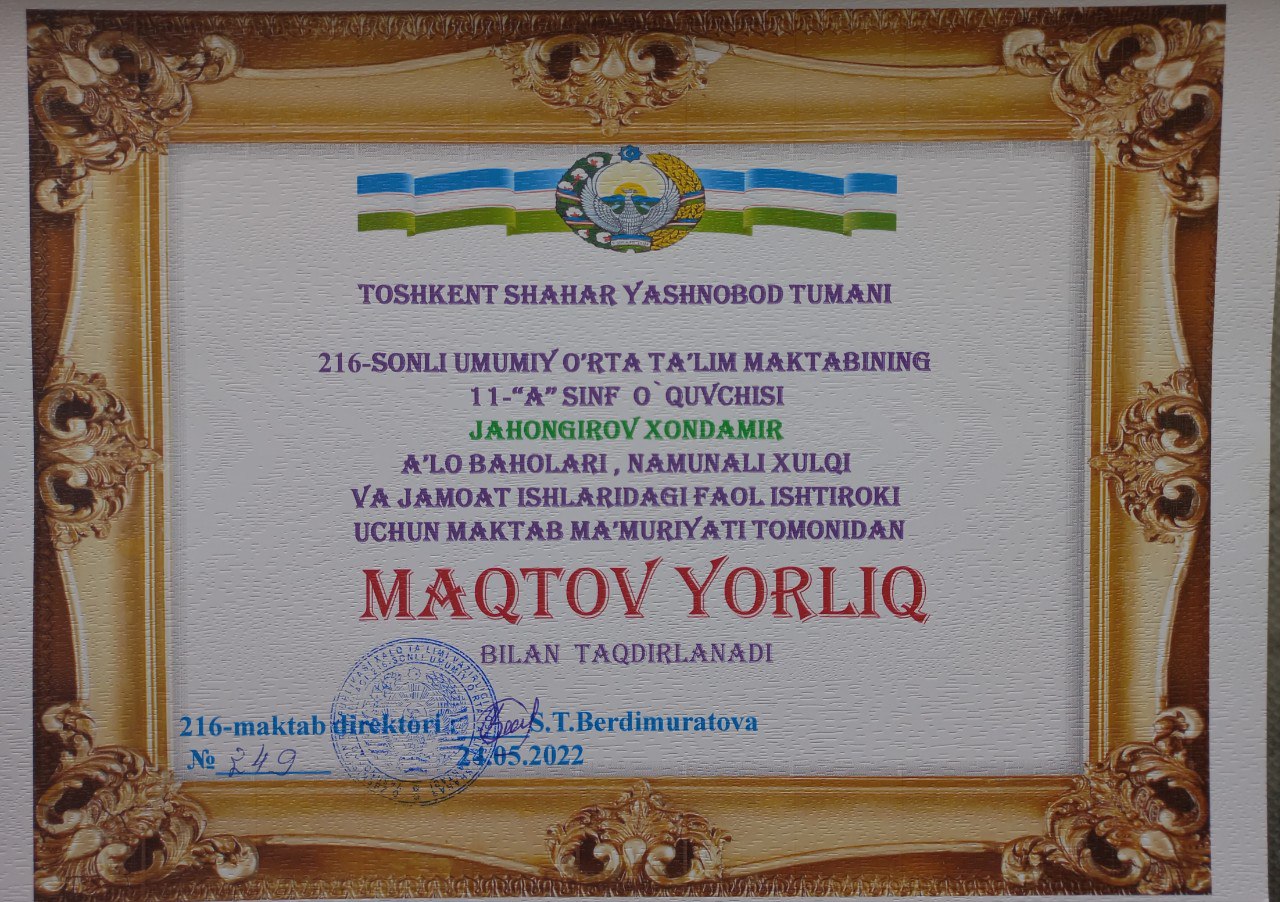 TOSHKENT SHAHAR YASHNOBOD TUMANI
216-SONLI UMUMIY O'RTA TA'LIM MAKTABINING
11-“A” SINF O`QUVCHISI
JAHONGIROV XONDAMIR
A'LO BAHOLARI , NAMUNALI XULQI
VA JAMOAT ISHLARIDAGI FAOL ISHTIROKI
UCHUN MAKTAB MA'MURIYATI TOMONIDAN
MAQTOV YORLIQ
BILAN TAQDIRLANADI
216-maktab direktori : S.T.Berdimuratova
№ 249 24.05.2022